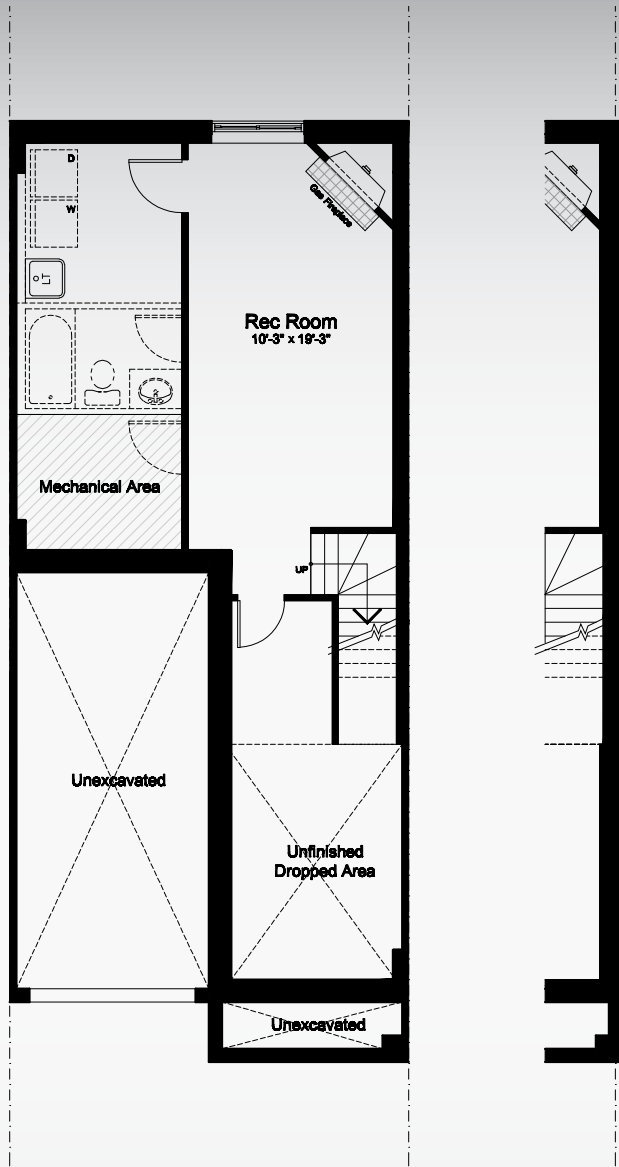 D
W
LT
Gas Fireplace
Rec Room
10'-3" x 19'-3"
Mechanical Area
UP
Unexcavated
Unfinished
Dropped Area
Unexcavated